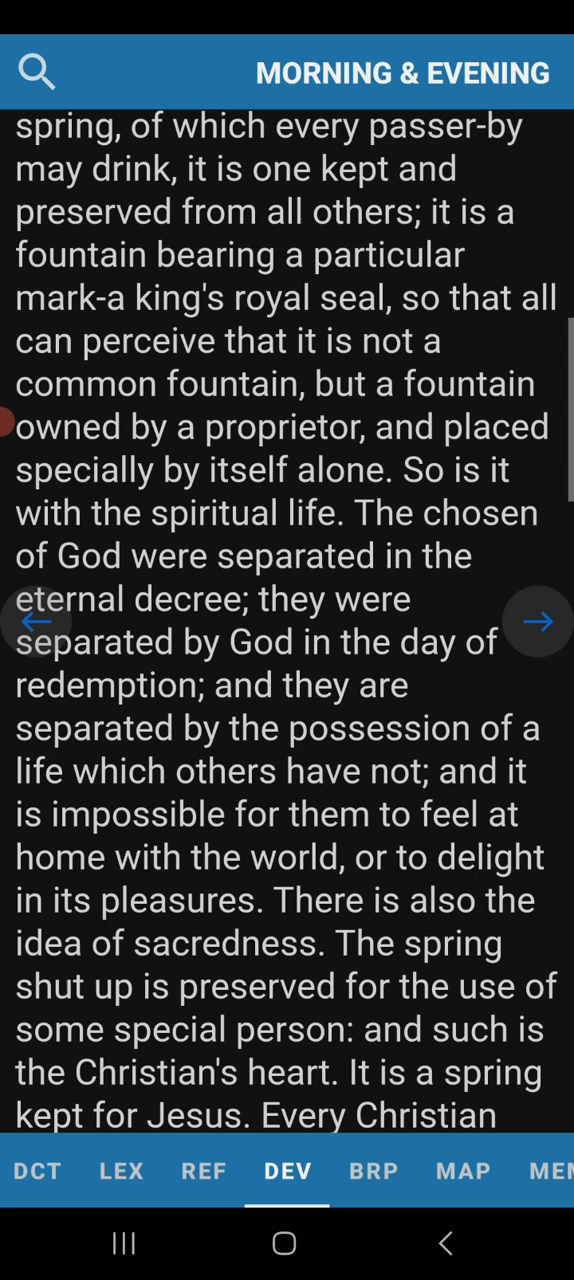 MORNING & EVENING
spring, of which every passer-by
may drink, it is one kept and
preserved from all others; it is a
fountain bearing a particular
mark-a king's royal seal, so that all
can perceive that it is not a
common fountain, but a fountain
owned by a proprietor, and placed
specially by itself alone. So is it
with the spiritual life. The chosen
of God were separated in the
eternal decree; they were
separated by God in the day of
redemption; and they are
separated by the possession of a
life which others have not; and it
is impossible for them to feel at
home with the world, or to delight
in its pleasures. There is also the
idea of sacredness. The spring
shut up is preserved for the use of
some special person: and such is
the Christian's heart. It is a spring
kept for Jesus. Every Christian
DCT LEX REF DEV BRP MAP MEM